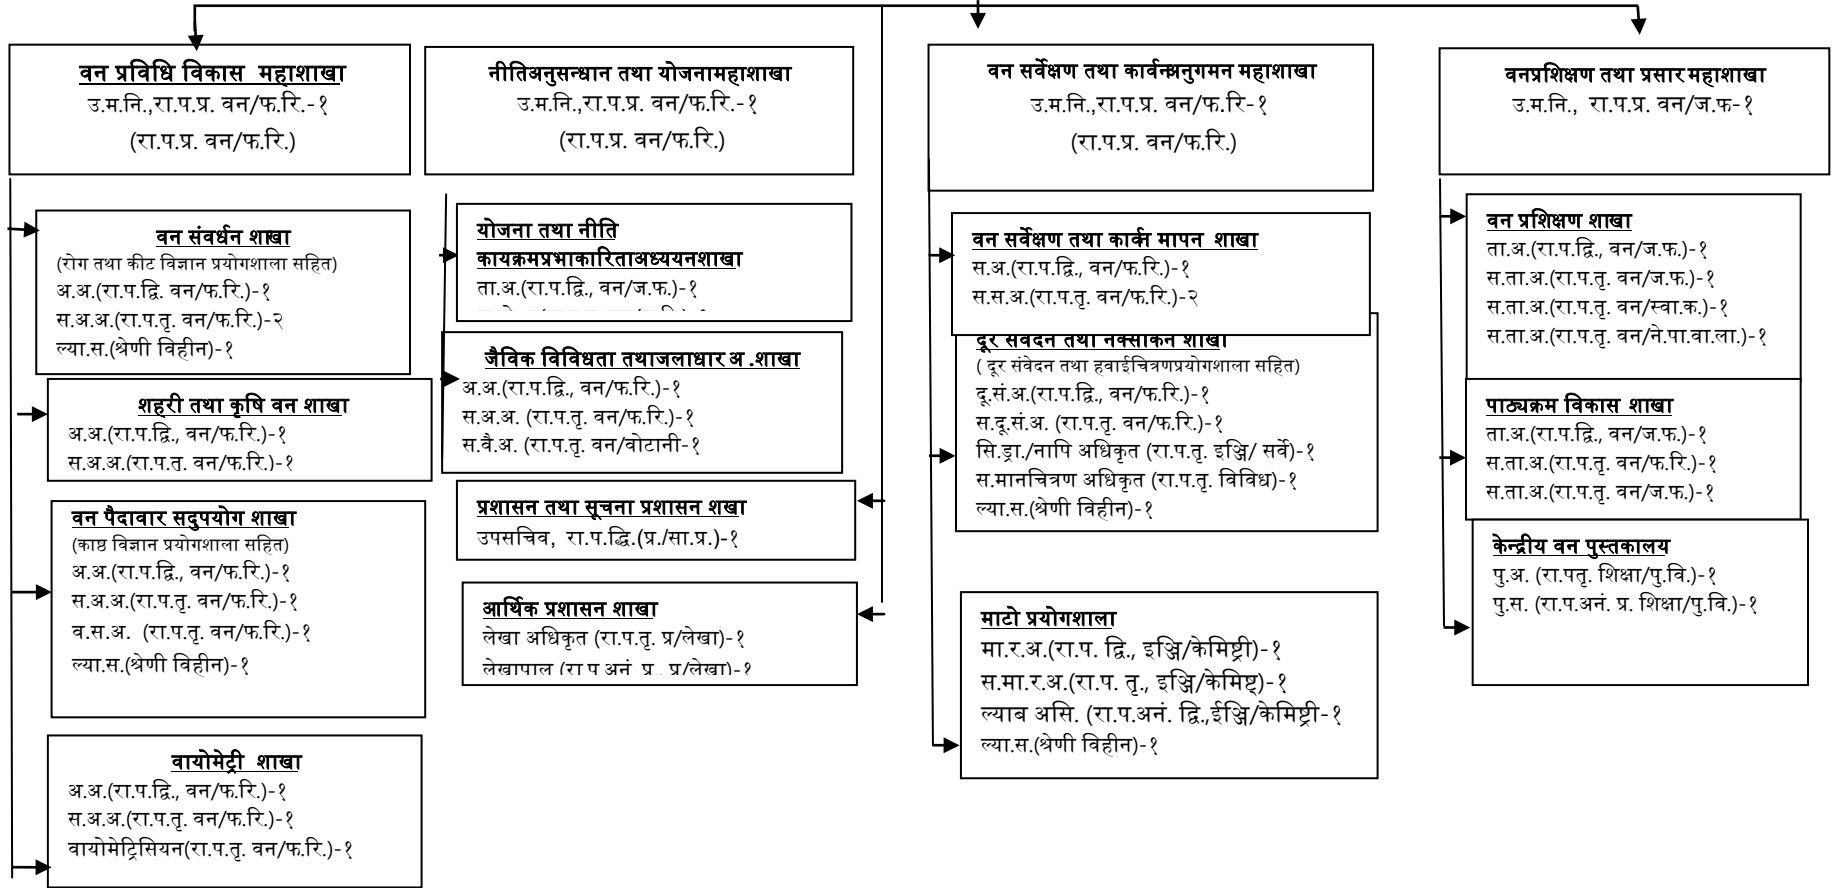 वन प्रविधि विकास महाशाखा
उ.म.नि.,रा.प.प्र. वन/फ.रि.-१
(रा.प.प्र. वन/फ.रि.)
वन संवर्धन शाखा
(रोग तथा कीट विज्ञान प्रयोगशाला सहित)
अ.अ.(रा.प.द्वि. वन/फ.रि.)-१
स.अ.अ.(रा.प.तृ. वन/फ.रि.)-२
ल्या.स.(श्रेणी विहीन)-१
शहरी तथा कृषि वन शाखा
अ.अ.(रा.प.द्वि., वन/फ.रि.)-१
स.अ.अ.(रा.प.तृ. वन/फ.रि.)-१
वन पैदावार सदुपयोग शाखा
(काष्ठ विज्ञान प्रयोगशाला सहित)
अ.अ.(रा.प.द्वि., वन/फ.रि.)-१
स.अ.अ.(रा.प.तृ. वन/फ.रि.)-१
व.स.अ. (रा.प.तृ. वन/फ.रि.)-१
ल्या.स.(श्रेणी विहीन)-१
वायोमेट्री शाखा
अ.अ.(रा.प.द्वि., वन/फ.रि.)-१
स.अ.अ.(रा.प.तृ. वन/फ.रि.)-१
वायोमेट्रिसियन(रा.प.तृ. वन/फ.रि.)-१
नीतिअनुसन्धान तथा योजनामहाशाखा
उ.म.नि.,रा.प.प्र. वन/फ.रि.-१
(रा.प.प्र. वन/फ.रि.)
योजना तथा नीति
कायक्रमप्रभाकारिताअध्ययनशाखा
ता.अ.(रा.प.द्वि., वन/ज.फ.)-१
जैविक विविधता तथाजलाधार अ .शाखा
अ.अ.(रा.प.द्वि., वन/फ.रि.)-१
स.अ.अ. (रा.प.तृ. वन/फ.रि.)-१
स.वै.अ. (रा.प.तृ. वन/वोटानी-१
प्रशासन तथा सूचना प्रशासन शखा
उपसचिव, रा.प.द्धि.(प्र./सा.प्र.)-१
आर्थिक प्रशासन शाखा
लेखा अधिकृत (रा.प.तृ. प्र/लेखा)-१
लेखापाल (रा.प.अनं. प्र . प्र/लेखा)-१
वन सर्वेक्षण तथा कार्वनअनुगमन महाशाखा
उ.म.नि.,रा.प.प्र. वन/फ.रि-१
(रा.प.प्र. वन/फ.रि.)
वन सर्वेक्षण तथा कार्वन मापन शाखा
स.अ.(रा.प.द्वि., वन/फ.रि.)-१
स.स.अ.(रा.प.तृ. वन/फ.रि.)-२
दूर संवेदन तथा नक्साकन शाखा
( दूर संवेदन तथा हवाईचित्रणप्रयोगशाला सहित)
दू.सं.अ.(रा.प.द्वि., वन/फ.रि.)-१
स.दू.सं.अ. (रा.प.तृ. वन/फ.रि.)-१
सि.ड्रा./नापि अधिकृत (रा.प.तृ. इञ्जि/ सर्वे)-१
स.मानचित्रण अधिकृत (रा.प.तृ. विविध)-१
ल्या.स.(श्रेणी विहीन)-१
माटो प्रयोगशाला
मा.र.अ.(रा.प. द्वि., इञ्जि/केमिष्ट्री)-१
स.मा.र.अ.(रा.प. तृ., इञ्जि/केमिष्ट्)-१
ल्याब असि. (रा.प.अनं. द्वि.,ईञ्जि/केमिष्ट्री-१
ल्या.स.(श्रेणी विहीन)-१
वनप्रशिक्षण तथा प्रसार महाशाखा
उ.म.नि., रा.प.प्र. वन/ज.फ-१
वन प्रशिक्षण शाखा
ता.अ.(रा.प.द्वि., वन/ज.फ.)-१
स.ता.अ.(रा.प.तृ. वन/ज.फ.)-१
स.ता.अ.(रा.प.तृ. वन/स्वा.क.)-१
स.ता.अ.(रा.प.तृ. वन/ने.पा.वा.ला.)-१
पाठ्यक्रम विकास शाखा
ता.अ.(रा.प.द्वि., वन/ज.फ.)-१
स.ता.अ.(रा.प.तृ. वन/फ.रि.)-१
स.ता.अ.(रा.प.तृ. वन/ज.फ.)-१
केन्द्रीय वन पुस्तकालय
पु.अ. (रा.पतृ. शिक्षा/पु.वि.)-१
पु.स. (रा.प.अनं. प्र. शिक्षा/पु.वि.)-१